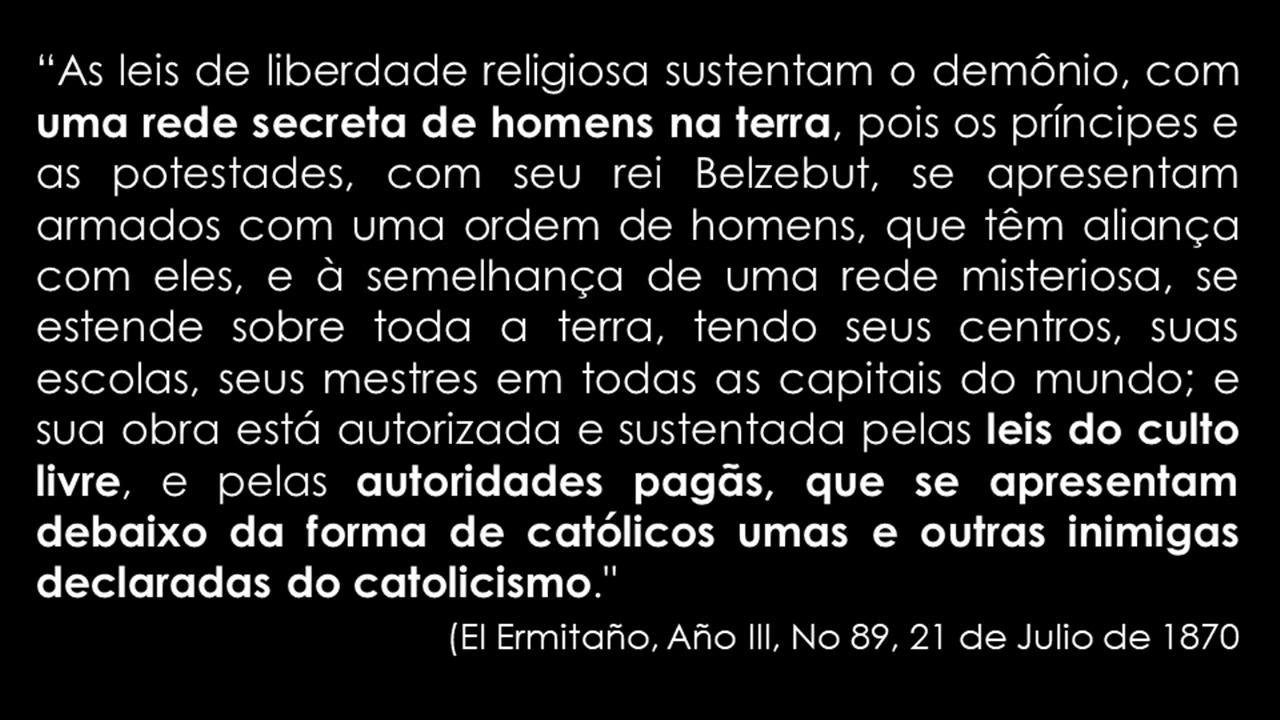 “As leis de liberdade religiosa sustentam o demônio, com
uma rede secreta de homens na terra, pois os príncipes e
as potestades, com seu rei Belzebut, se apresentam
armados com uma ordem de homens, que têm aliança
com eles, e à semelhança de uma rede misteriosa, se
estende sobre toda a terra, tendo seus centros, suas
escolas, seus mestres em todas as capitais do mundo; e
sua obra está autorizada e sustentada pelas leis do culto
livre, e pelas autoridades pagãs, que se apresentam
debaixo da forma de católicos umas e outras inimigas
declaradas do catolicismo."
(El Ermitaño, Año III, No 89, 21 de Julio de 1870